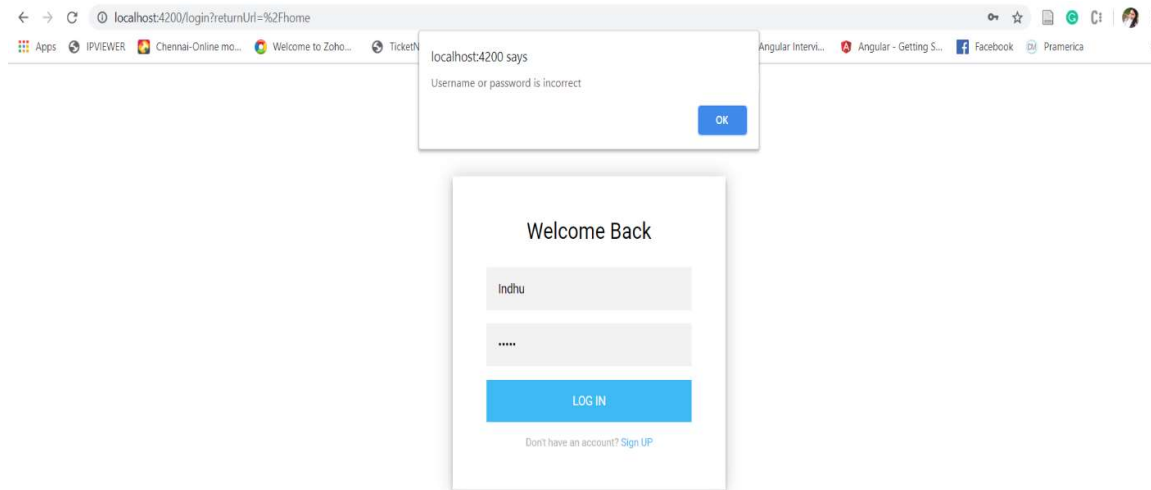 localhost:4200/login?returnUrl=%2Fhome
Apps IPVIEWER Chennai-Online mo... Welcome to Zoho... Angular Intervi... Angular - Getting S... Facebook Pramerica
localhost:4200 says
Username or password is incorrect
OK
Welcome Back
Indhu
•••••
LOG IN
Don't have an account? Sign UP